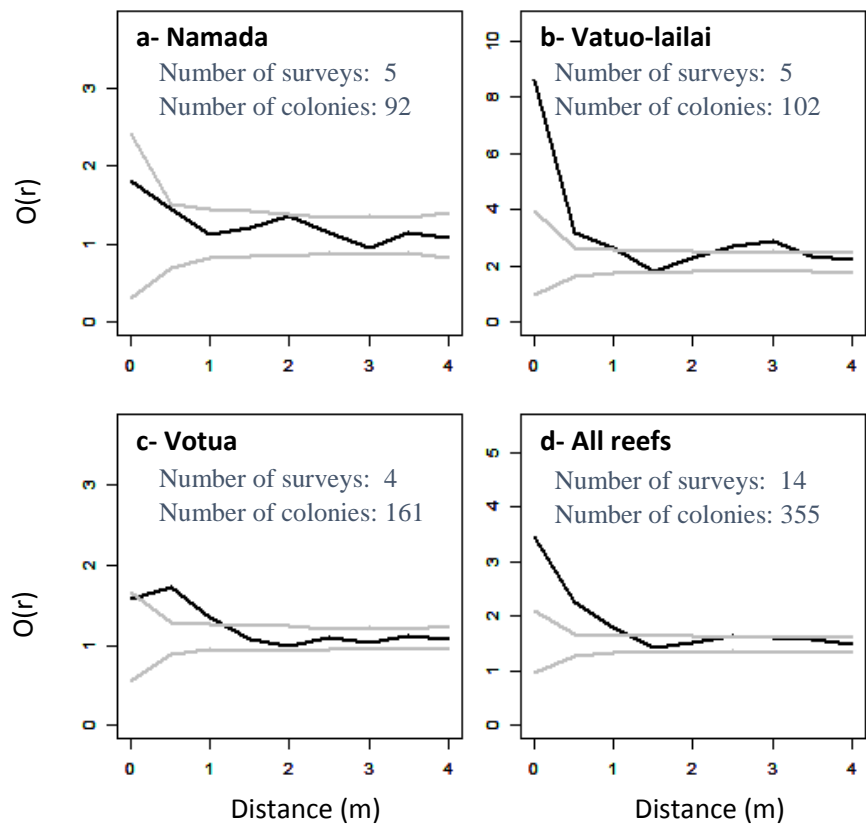 a- Namada
Number of surveys: 5
Number of colonies: 92
O(r)
3
2
1
0
0 1 2 3 4
b- Vatuo-lailai
Number of surveys: 5
Number of colonies: 102
10
8
6
4
2
0
0 1 2 3 4
c- Votua
Number of surveys: 4
Number of colonies: 161
O(r)
3
2
1
0
0 1 2 3 4
Distance (m)
d- All reefs
Number of surveys: 14
Number of colonies: 355
5
4
3
2
1
0
0 1 2 3 4
Distance (m)